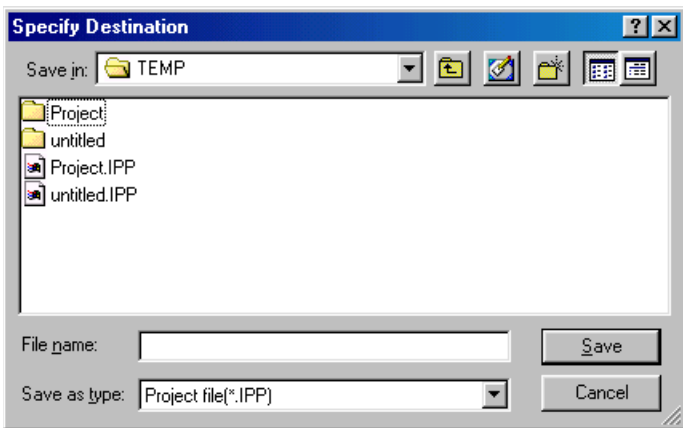 Specify Destination
Save in: TEMP
Project
untitled
Project.IPP
untitled.IPP
File name:
Save
Save as type: Project file(*.IPP)
Cancel